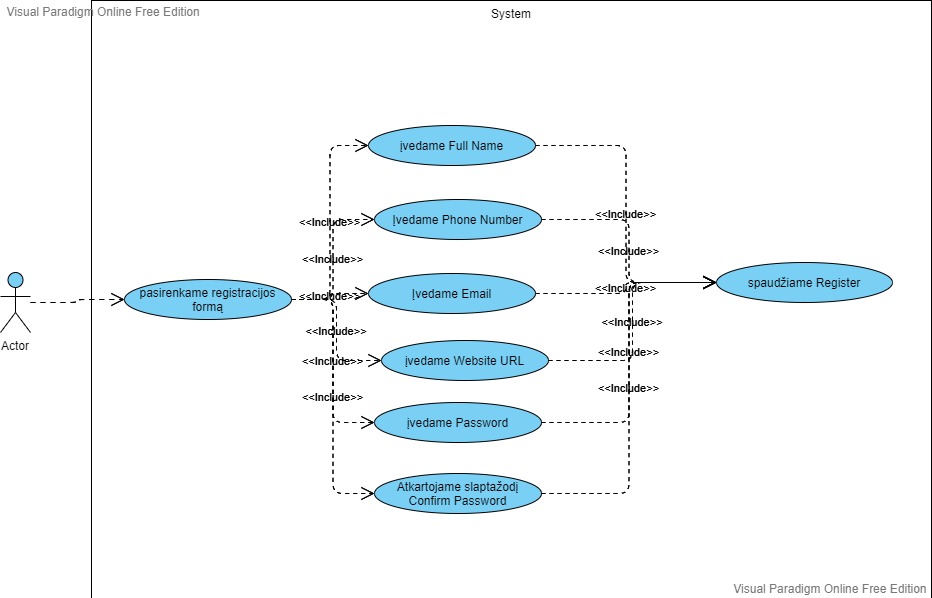 Visual Paradigm Online Free Edition
System
įvedame Full Name
<<Include>>
Įvedame Phone Number
<<Include>>
<<Include>>
<<Include>>
Actor
pasirenkame registracijos
formą
<<Include>>
Įvedame Email
<<Include>>
spaudžiame Register
<<Include>>
<<Include>>
<<Include>>
įvedame Website URL
<<Include>>
<<Include>>
<<Include>>
įvedame Password
Atkartojame slaptažodį
Confirm Password
Visual Paradigm Online Free Edition